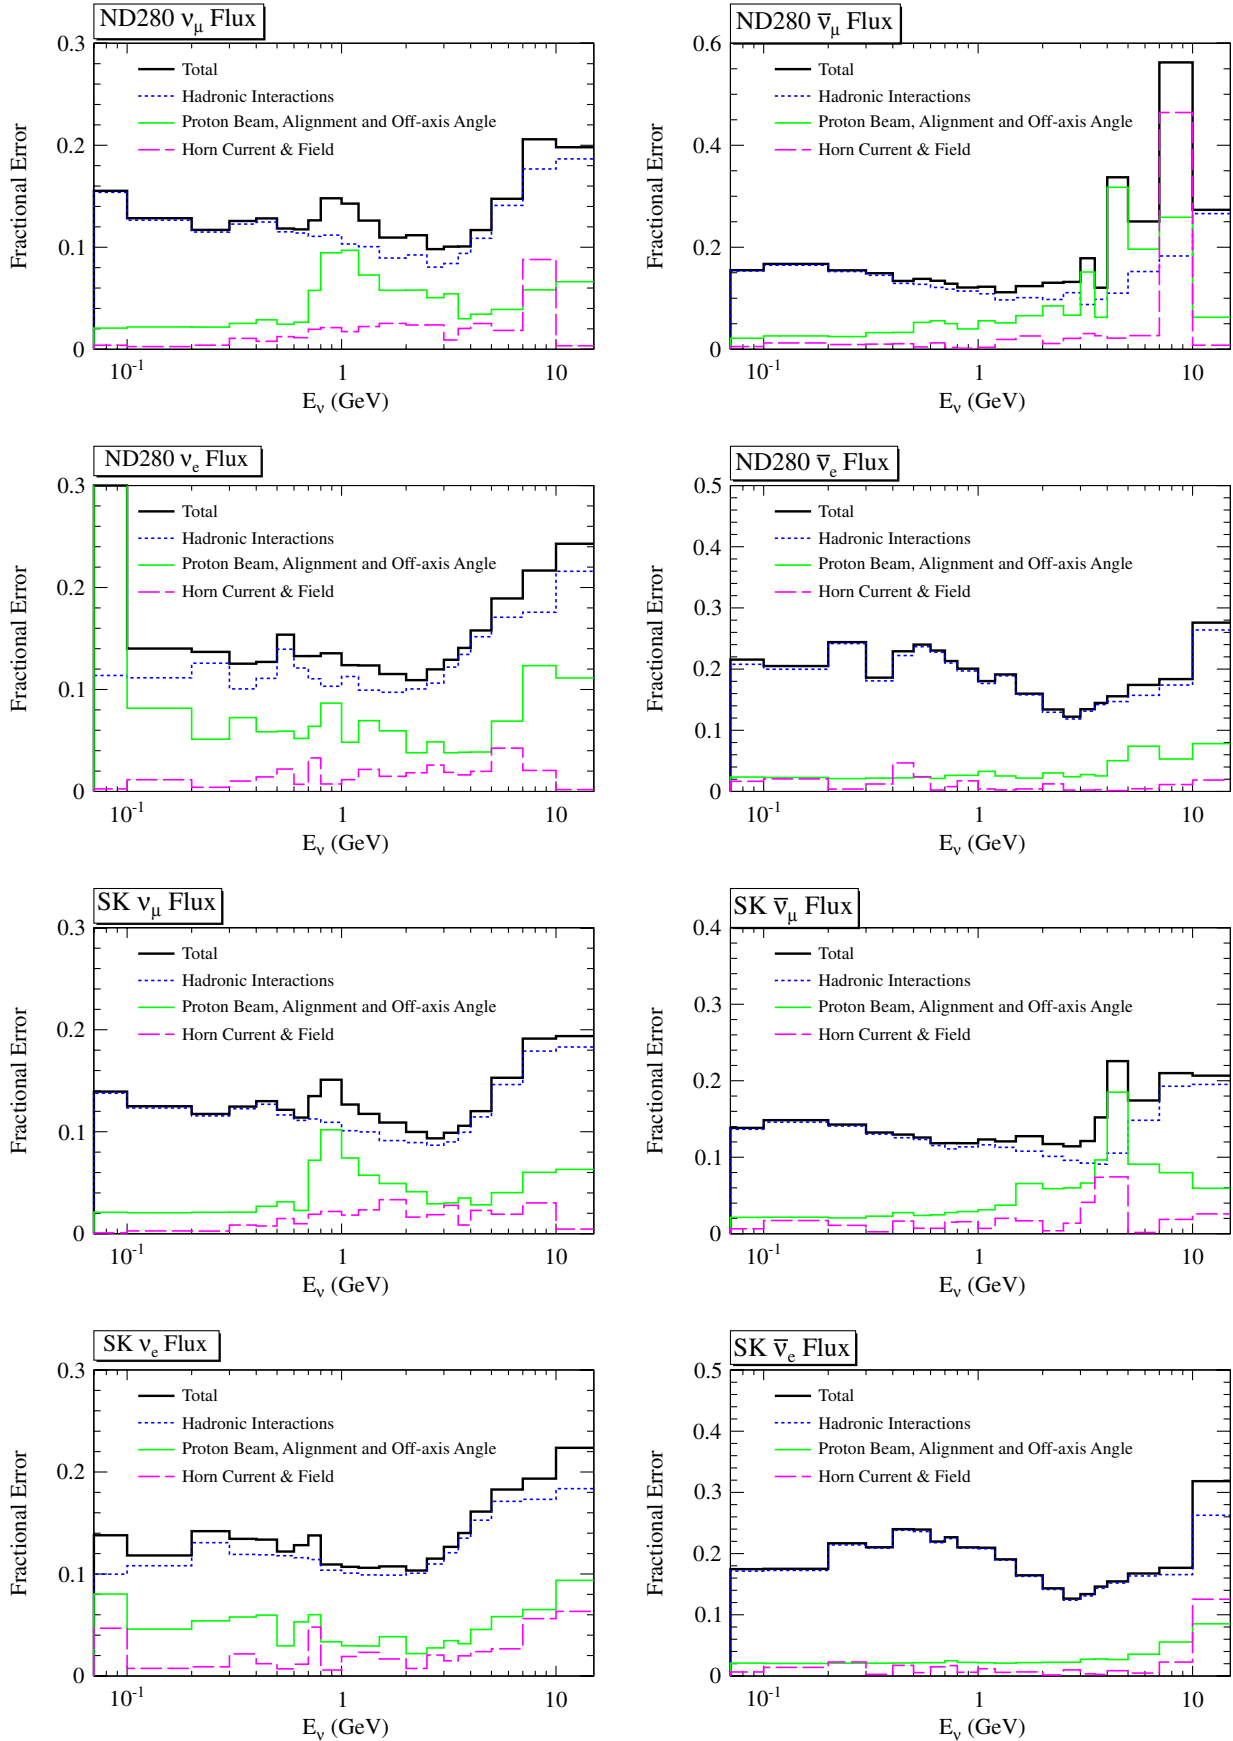 ND280 νμ Flux
0.3
0.2
0.1
0
Fractional Error
Total
Hadronic Interactions
Proton Beam, Alignment and Off-axis Angle
Horn Current & Field
10⁻¹ 1 10
Eν (GeV)
ND280 ν̅μ Flux
0.6
0.4
0.2
0
Fractional Error
Total
Hadronic Interactions
Proton Beam, Alignment and Off-axis Angle
Horn Current & Field
10⁻¹ 1 10
Eν (GeV)
ND280 νe Flux
0.3
0.2
0.1
0
Fractional Error
Total
Hadronic Interactions
Proton Beam, Alignment and Off-axis Angle
Horn Current & Field
10⁻¹ 1 10
Eν (GeV)
ND280 ν̅e Flux
0.5
0.4
0.3
0.2
0.1
0
Fractional Error
Total
Hadronic Interactions
Proton Beam, Alignment and Off-axis Angle
Horn Current & Field
10⁻¹ 1 10
Eν (GeV)
SK νμ Flux
0.3
0.2
0.1
0
Fractional Error
Total
Hadronic Interactions
Proton Beam, Alignment and Off-axis Angle
Horn Current & Field
10⁻¹ 1 10
Eν (GeV)
SK ν̅μ Flux
0.4
0.3
0.2
0.1
0
Fractional Error
Total
Hadronic Interactions
Proton Beam, Alignment and Off-axis Angle
Horn Current & Field
10⁻¹ 1 10
Eν (GeV)
SK νe Flux
0.3
0.2
0.1
0
Fractional Error
Total
Hadronic Interactions
Proton Beam, Alignment and Off-axis Angle
Horn Current & Field
10⁻¹ 1 10
Eν (GeV)
SK ν̅e Flux
0.5
0.4
0.3
0.2
0.1
0
Fractional Error
Total
Hadronic Interactions
Proton Beam, Alignment and Off-axis Angle
Horn Current & Field
10⁻¹ 1 10
Eν (GeV)